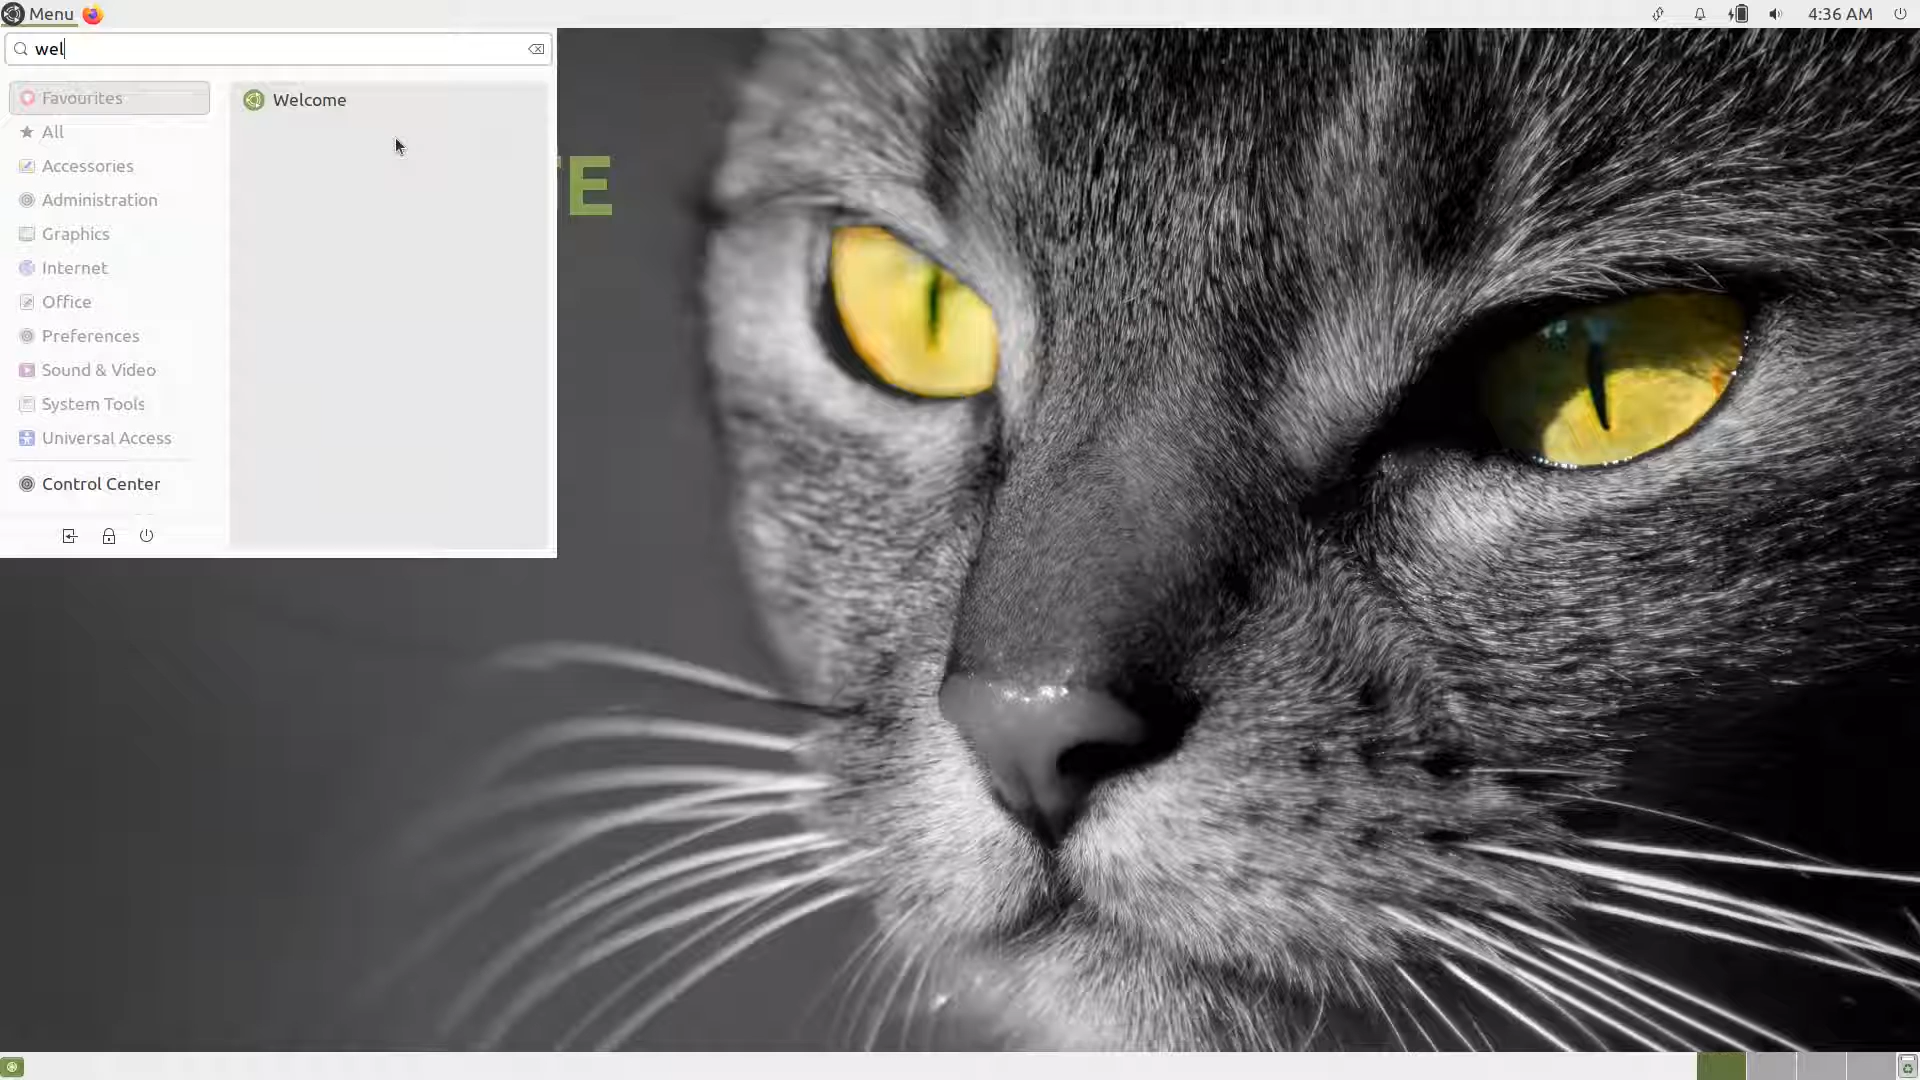 Menu
4:36 AM
wel
Favourites
Welcome
All
Accessories
Administration
E
Graphics
Internet
Office
Preferences
Sound & Video
System Tools
Universal Access
Control Center